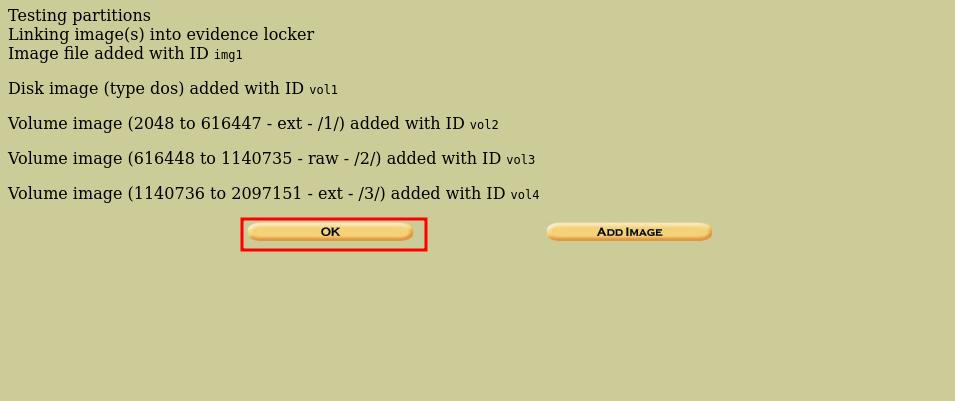 Testing partitions
Linking image(s) into evidence locker
Image file added with ID img1
Disk image (type dos) added with ID vol1
Volume image (2048 to 616447 - ext - /1/) added with ID vol2
Volume image (616448 to 1140735 - raw - /2/) added with ID vol3
Volume image (1140736 to 2097151 - ext - /3/) added with ID vol4
OK
ADD IMAGE